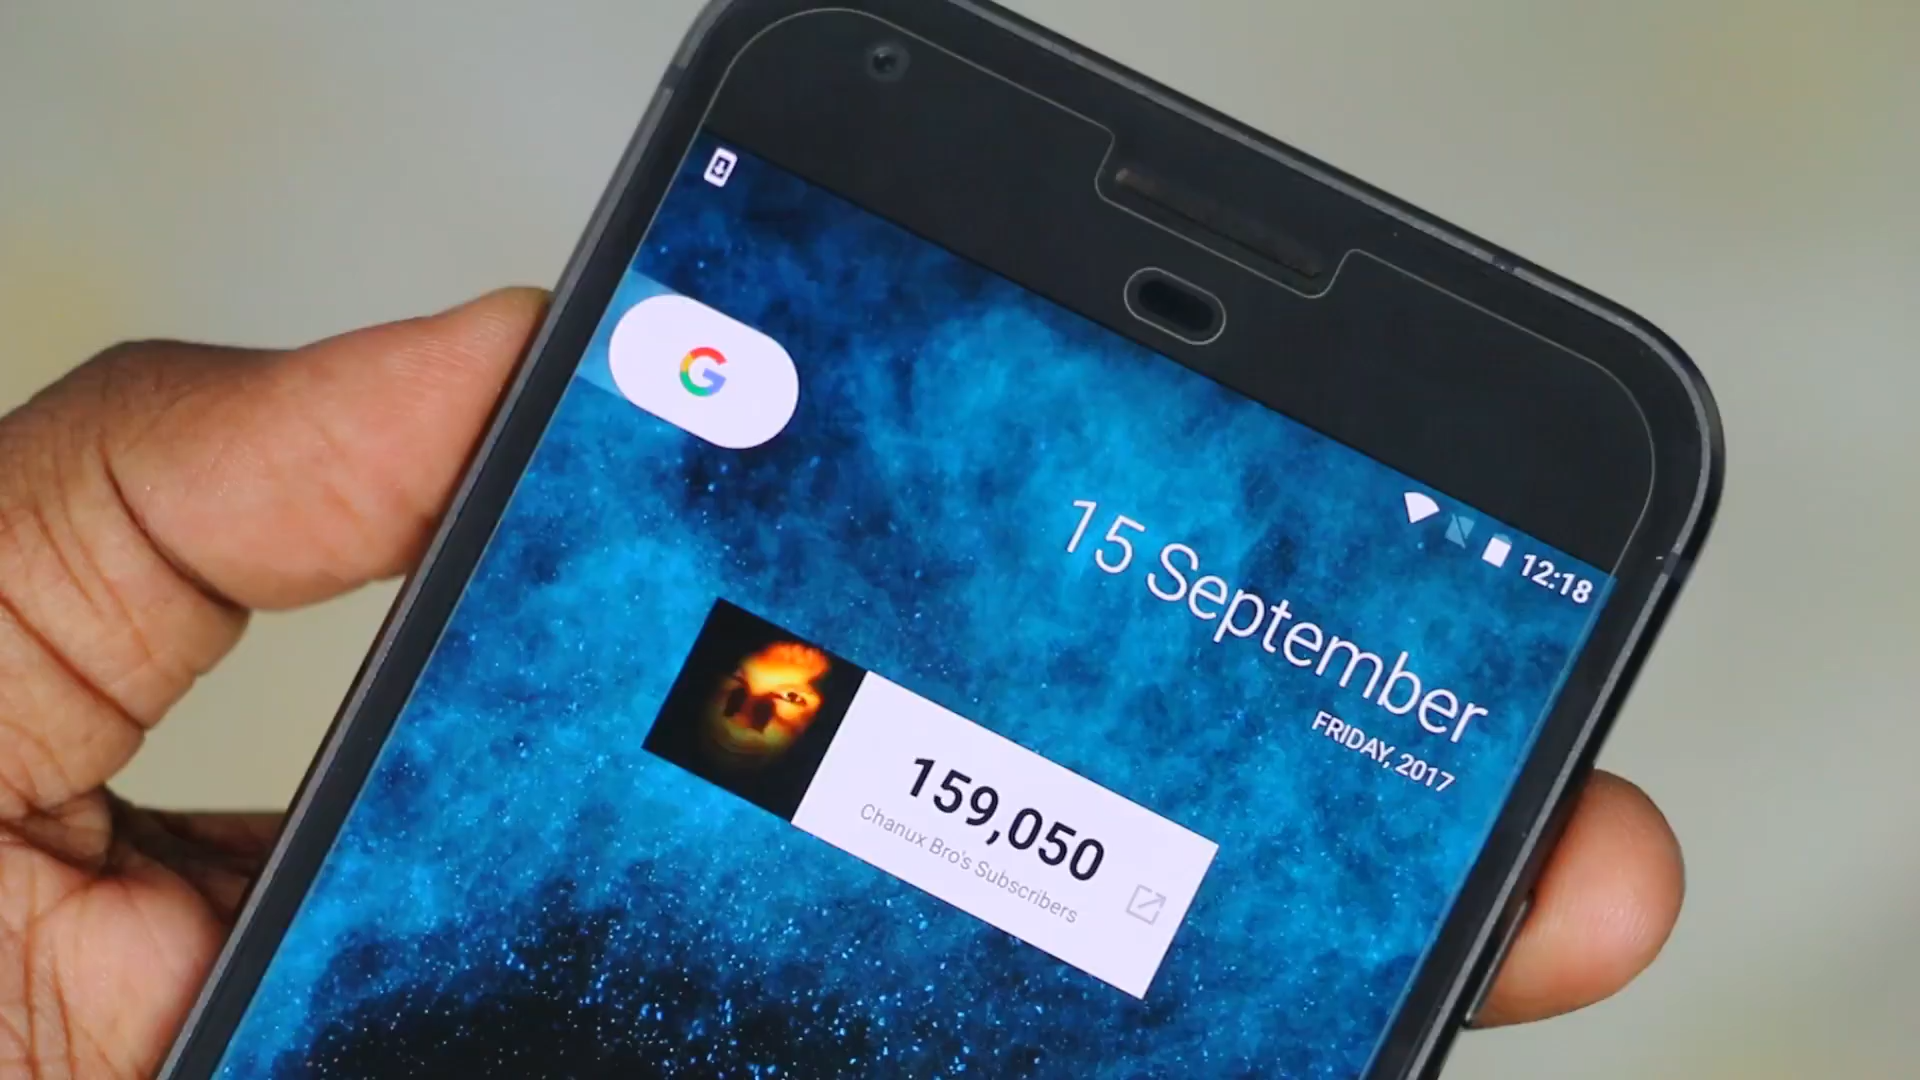 12:18
G
15 September
FRIDAY, 2017
159,050
Chanux Bro's Subscribers